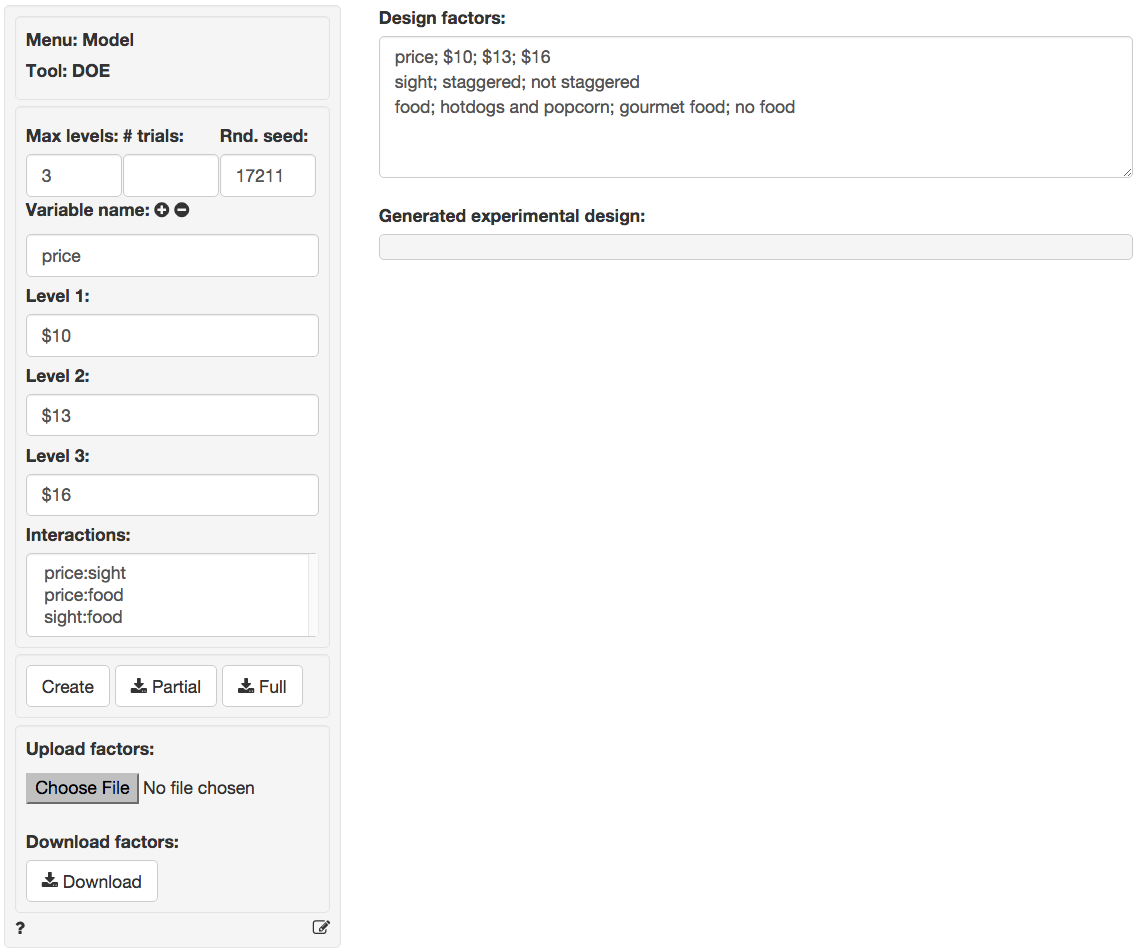 Menu: Model
Tool: DOE
Max levels: # trials: Rnd. seed:
3 17211
Variable name:
price
Level 1:
$10
Level 2:
$13
Level 3:
$16
Interactions:
price:sight
price:food
sight:food
Create Partial Full
Upload factors:
Choose File No file chosen
Download factors:
Download
?
Design factors:
price; $10; $13; $16
sight; staggered; not staggered
food; hotdogs and popcorn; gourmet food; no food
Generated experimental design: